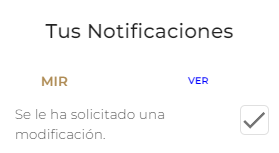 Tus Notificaciones
MIR VER
Se le ha solicitado una
modificación.